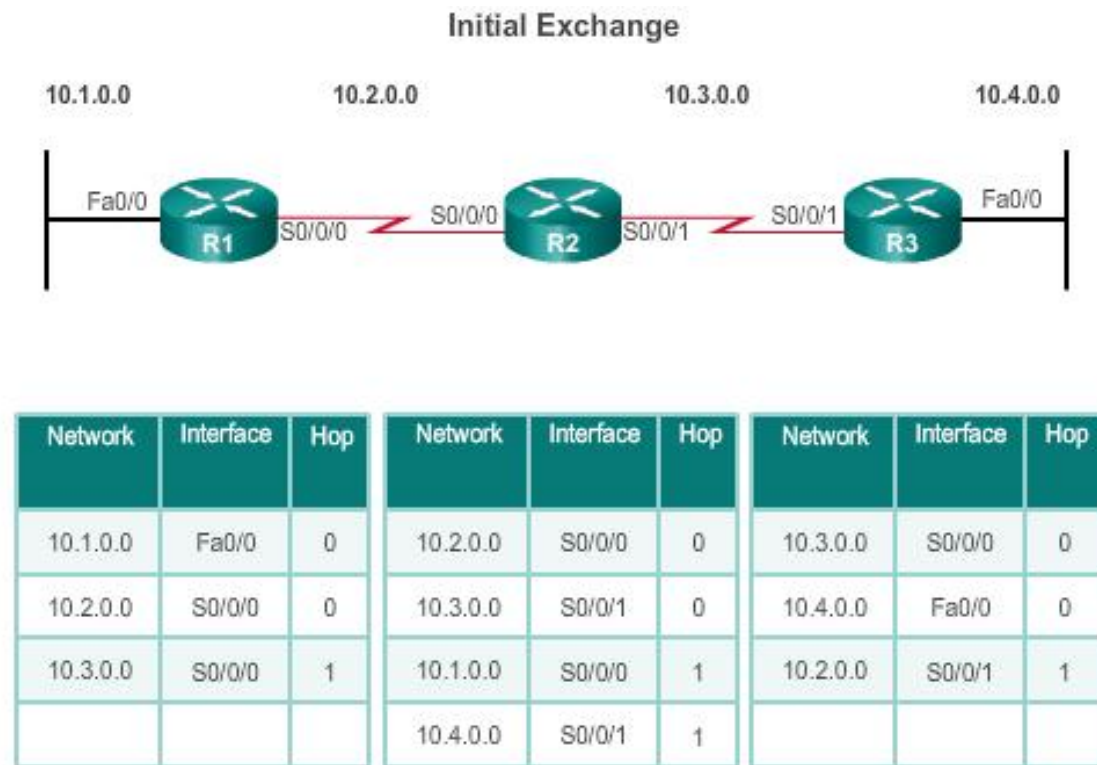 Initial Exchange
10.1.0.0 10.2.0.0 10.3.0.0 10.4.0.0
Fa0/0 S0/0/0 S0/0/0 S0/0/1 S0/0/1 Fa0/0
R1 R2 R3
Network Interface Hop Network Interface Hop Network Interface Hop
10.1.0.0 Fa0/0 0 10.2.0.0 S0/0/0 0 10.3.0.0 S0/0/0 0
10.2.0.0 S0/0/0 0 10.3.0.0 S0/0/1 0 10.4.0.0 Fa0/0 0
10.3.0.0 S0/0/0 1 10.1.0.0 S0/0/0 1 10.2.0.0 S0/0/1 1
10.4.0.0 S0/0/1 1